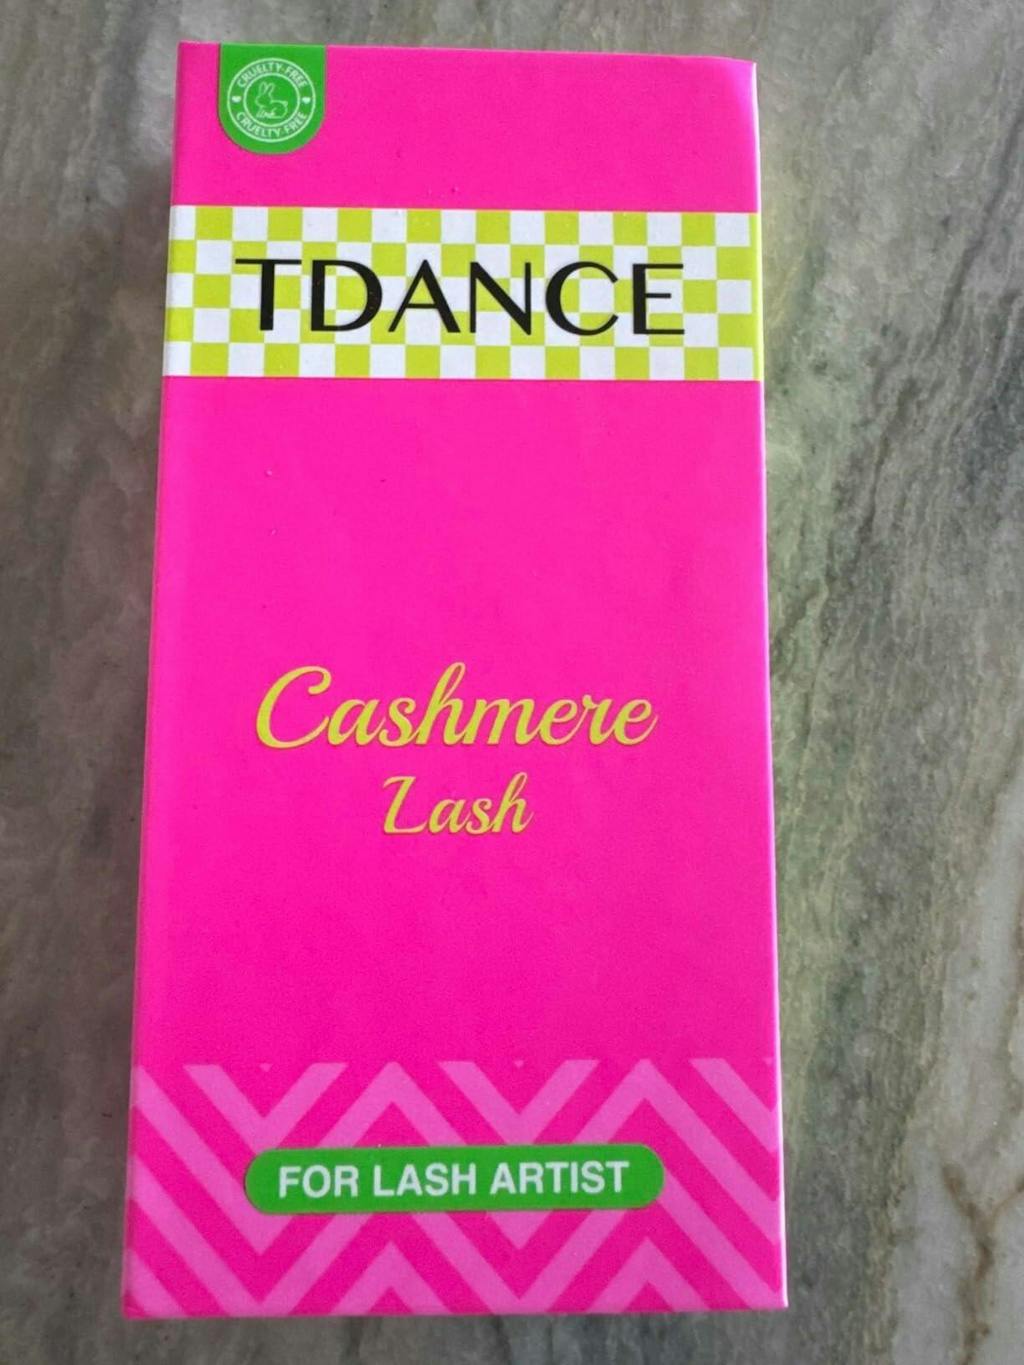 CRUELTY-FREE
CRUELTY-FREE
TDANCE
Cashmere
Lash
FOR LASH ARTIST